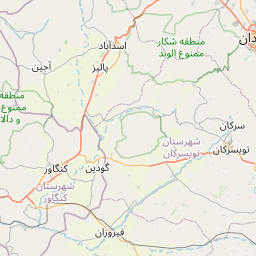 منطقه شکار
ممنوع الوند
دان
اسدآباد
پالیز
آجین
منطقه
ممنوع
و دالا
سرکان
شهرستان
تویسرکان
تویسرکان
گودین
کنگاور
شهرستان
کنگاور
فیروزان